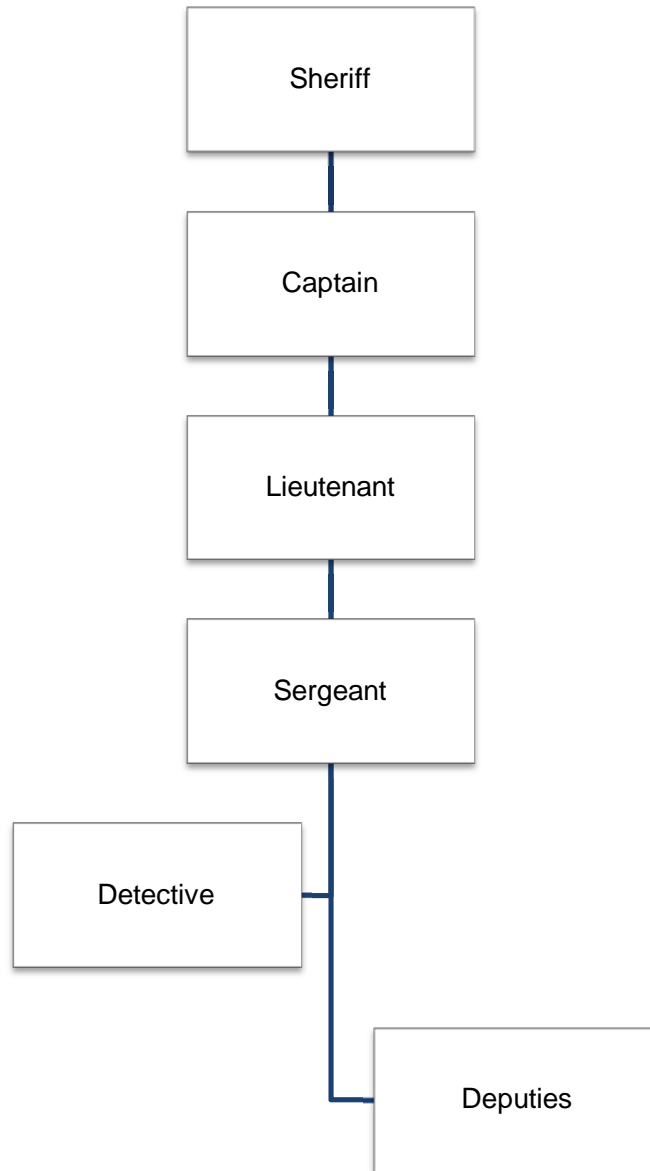 Sheriff
Captain
Lieutenant
Sergeant
Detective
Deputies